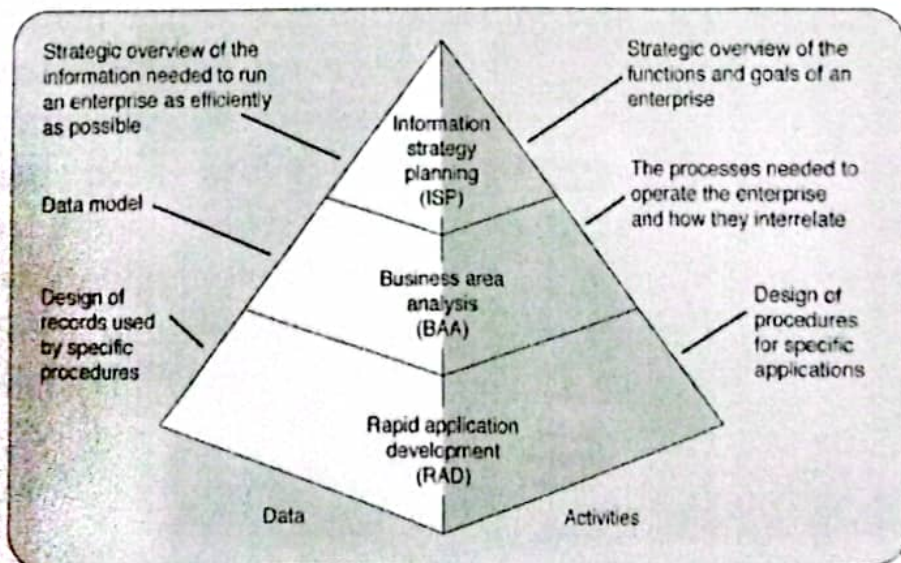 Strategic overview of the
information needed to run
an enterprise as efficiently
as possible
Data model
Design of
records used
by specific
procedures
Information
strategy
planning
(ISP)
Business area
analysis
(BAA)
Rapid application
development
(RAD)
Strategic overview of the
functions and goals of an
enterprise
The processes needed to
operate the enterprise
and how they interrelate
Design of
procedures
for specific
applications
Data
Activities